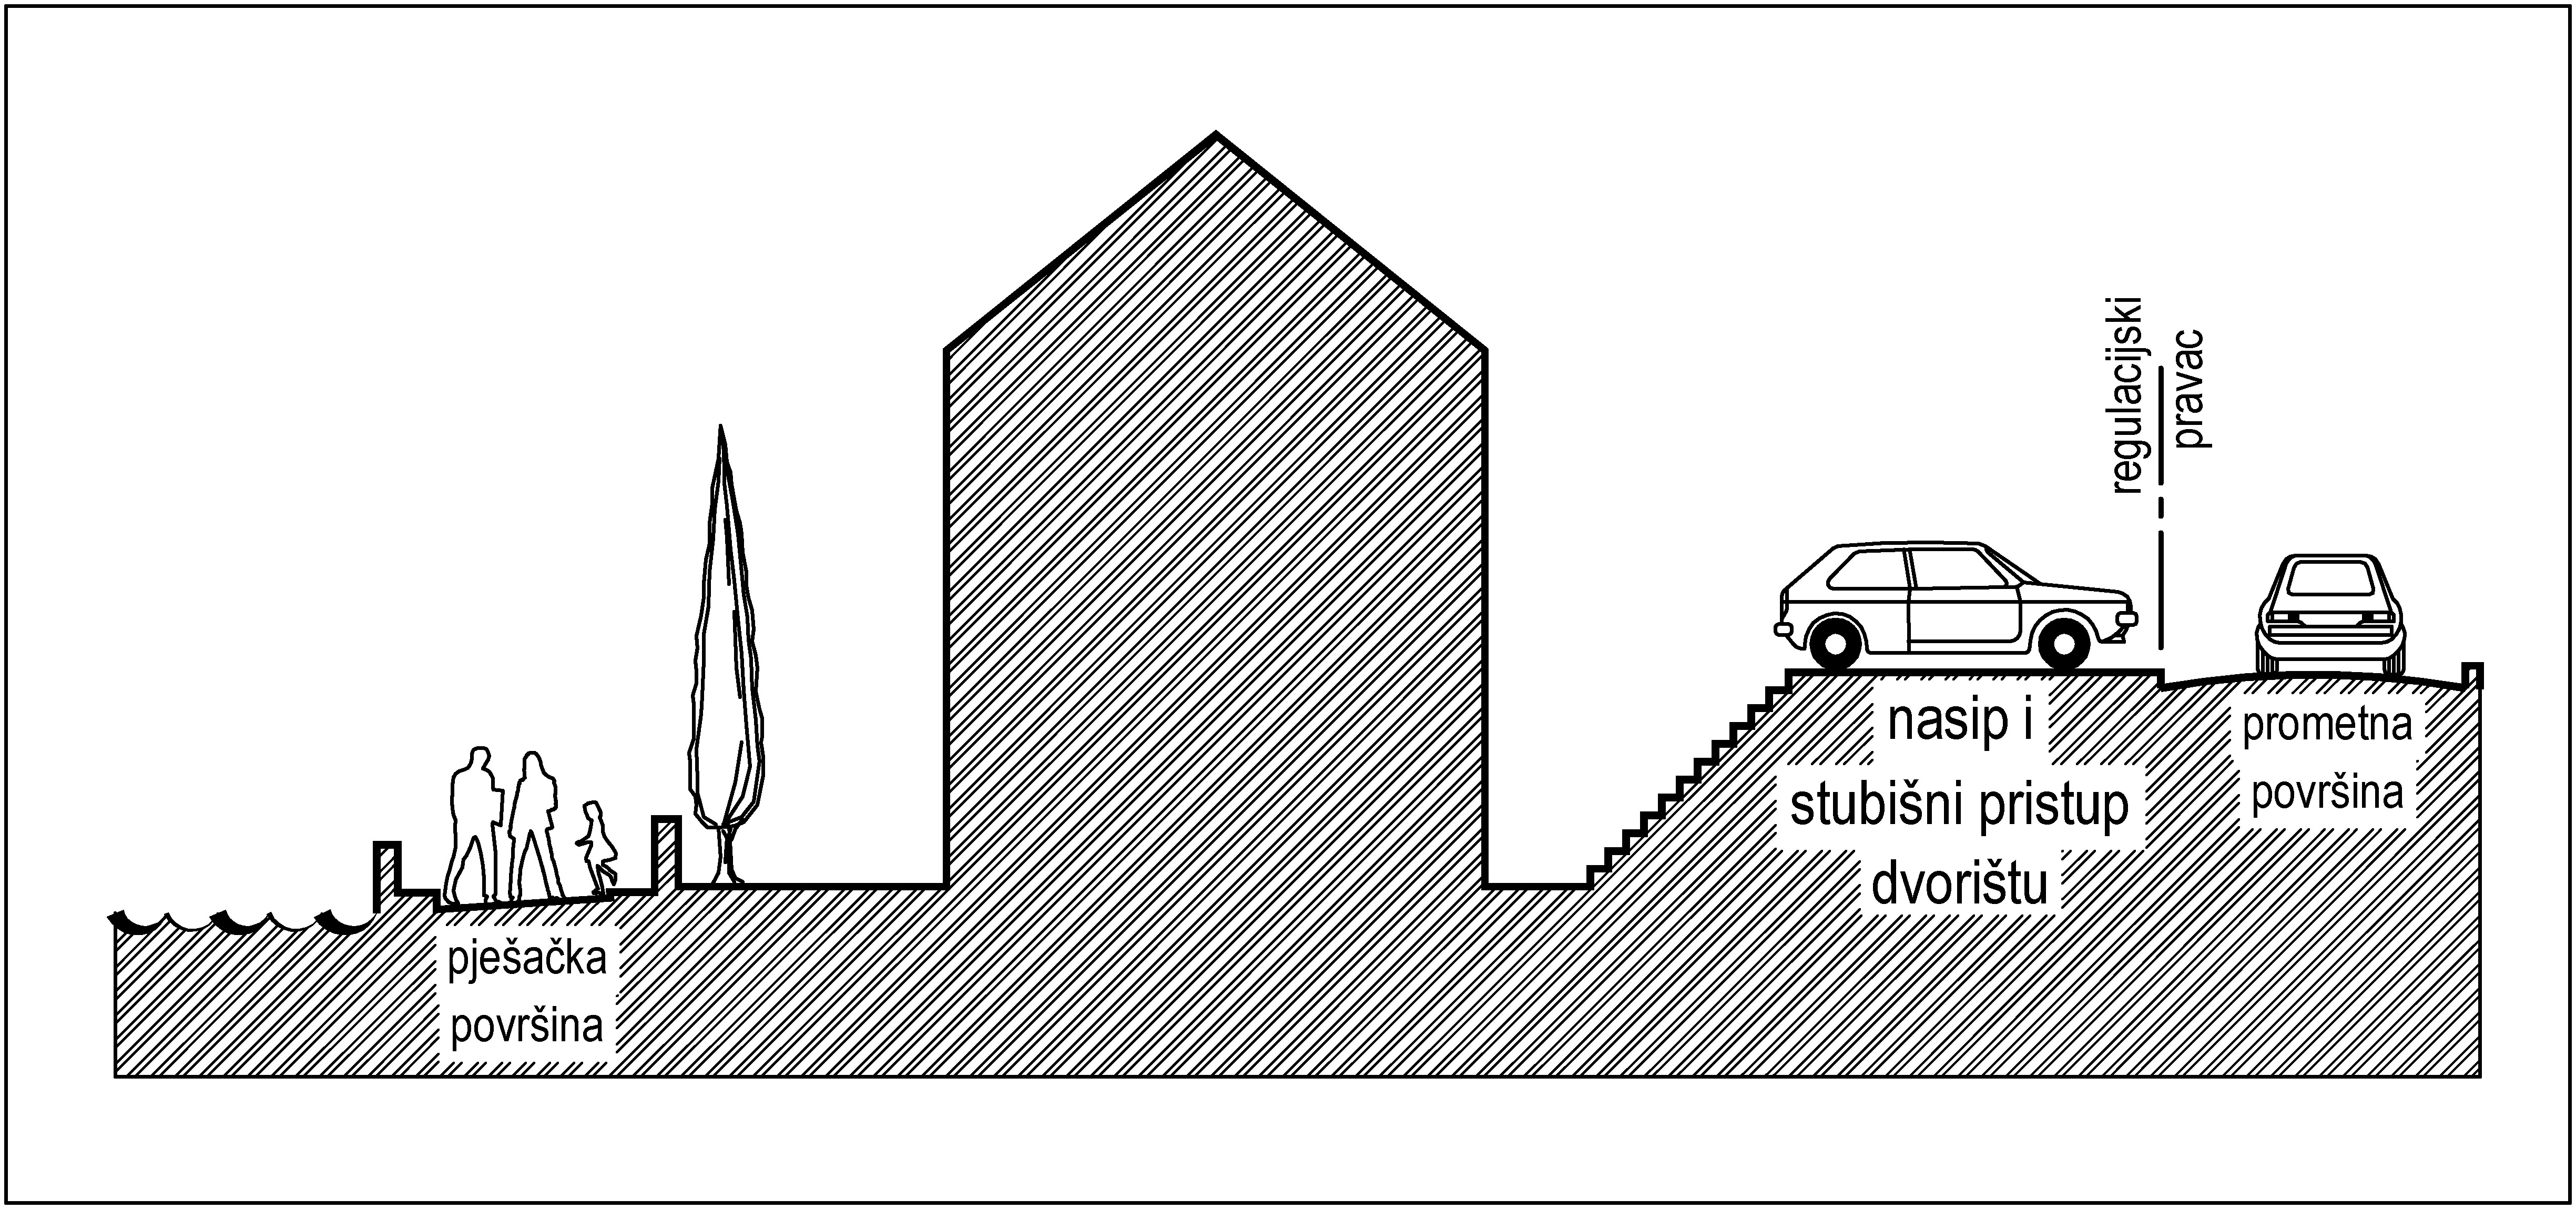 regulacijski
pravac
nasip i
stubišni pristup
dvorištu
prometna
površina
pješačka
površina